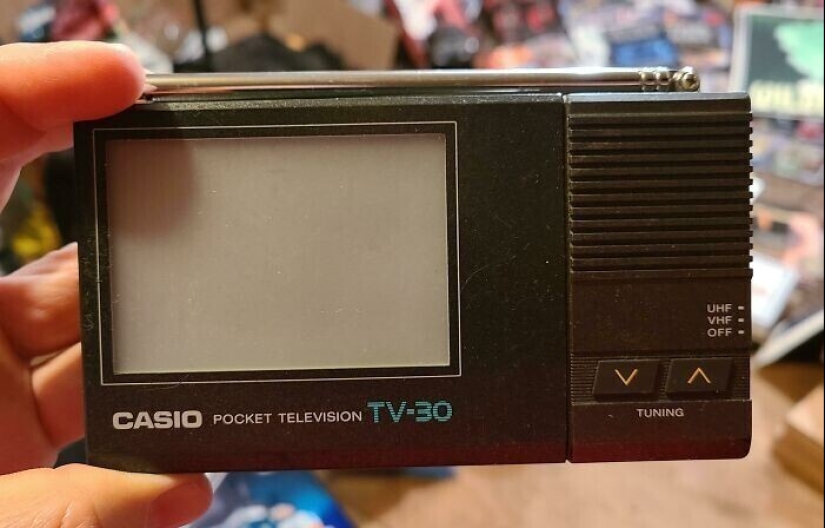 UHF
VHF
OFF
CASIO POCKET TELEVISION TV-30
TUNING